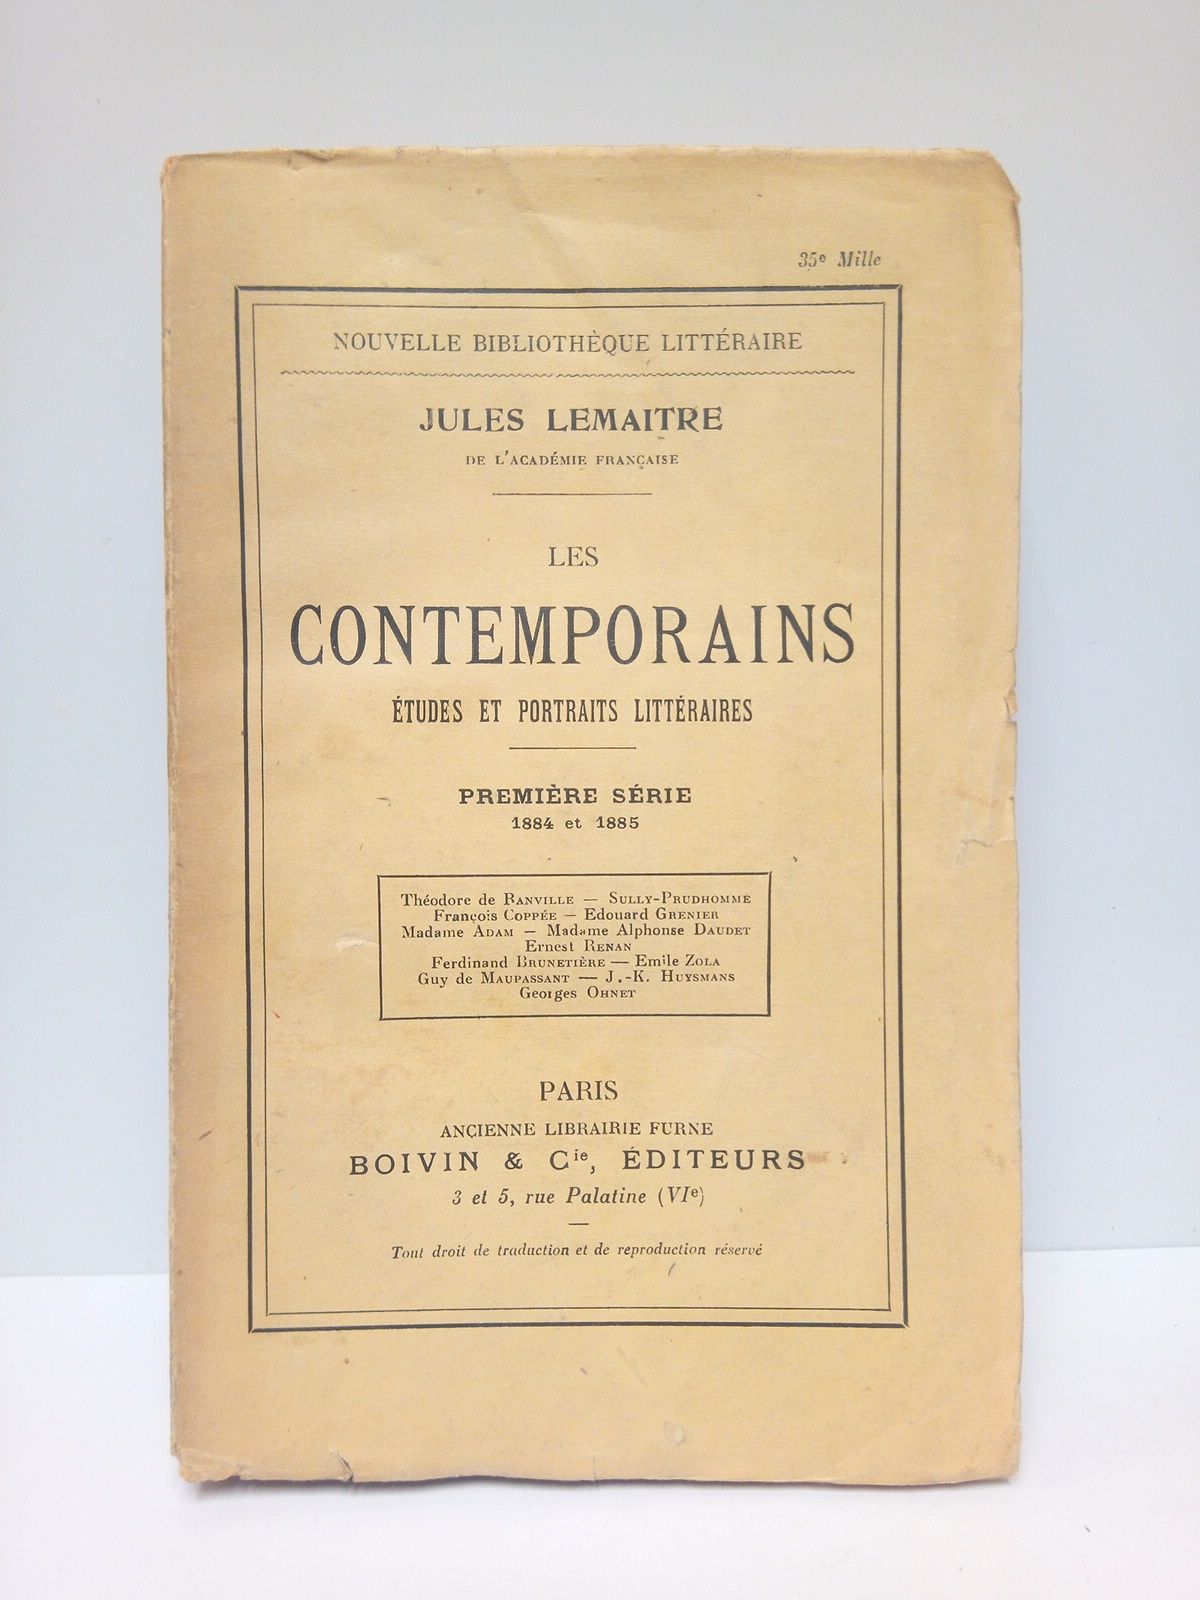 35e Mille
NOUVELLE BIBLIOTHÈQUE LITTÉRAIRE
JULES LEMAITRE
DE L'ACADÉMIE FRANÇAISE
LES
CONTEMPORAINS
ÉTUDES ET PORTRAITS LITTÉRAIRES
PREMIÈRE SÉRIE
1884 et 1885
Théodore de BANVILLE — SULLY-PRUDHOMME
François COPPÉE — Edouard GRENIER
Madame ADAM — Madame Alphonse DAUDET
Ernest RENAN
Ferdinand BRUNETIÈRE — Emile ZOLA
Guy de MAUPASSANT — J.-K. HUYSMANS
Georges OHNET
PARIS
ANCIENNE LIBRAIRIE FURNE
BOIVIN & Cie, ÉDITEURS
3 et 5, rue Palatine (VIe)
Tout droit de traduction et de reproduction réservé